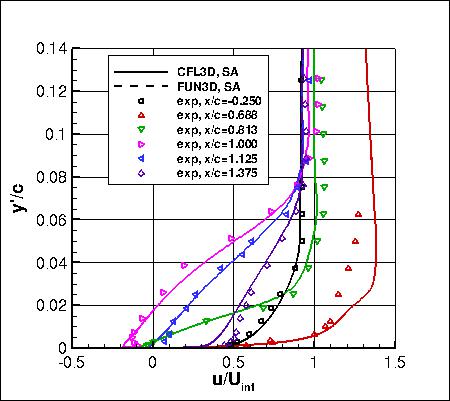 0.14
0.12
0.1
0.08
0.06
0.04
0.02
0
y'/c
CFL3D, SA
FUN3D, SA
exp, x/c=-0.250
exp, x/c=0.688
exp, x/c=0.813
exp, x/c=1.000
exp, x/c=1.125
exp, x/c=1.375
-0.5 0 0.5 1 1.5
u/Uinf